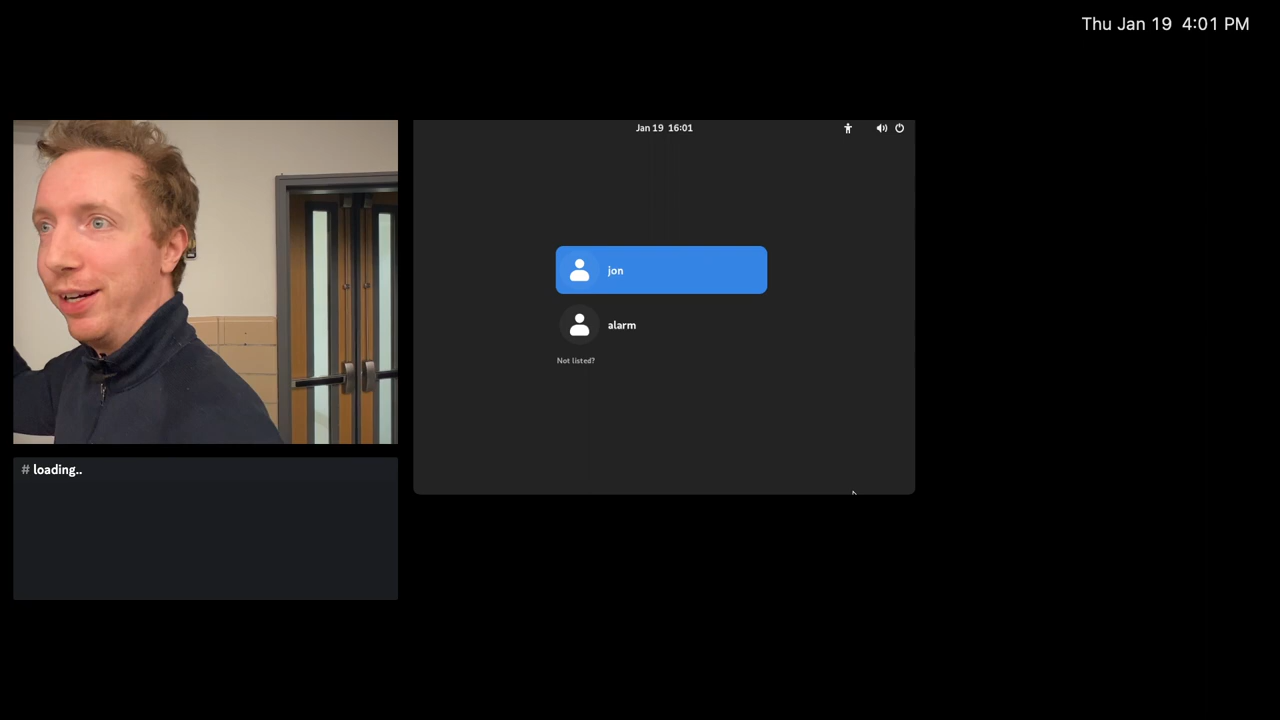 Thu Jan 19 4:01 PM
Jan 19 16:01
jon
alarm
Not listed?
# loading..